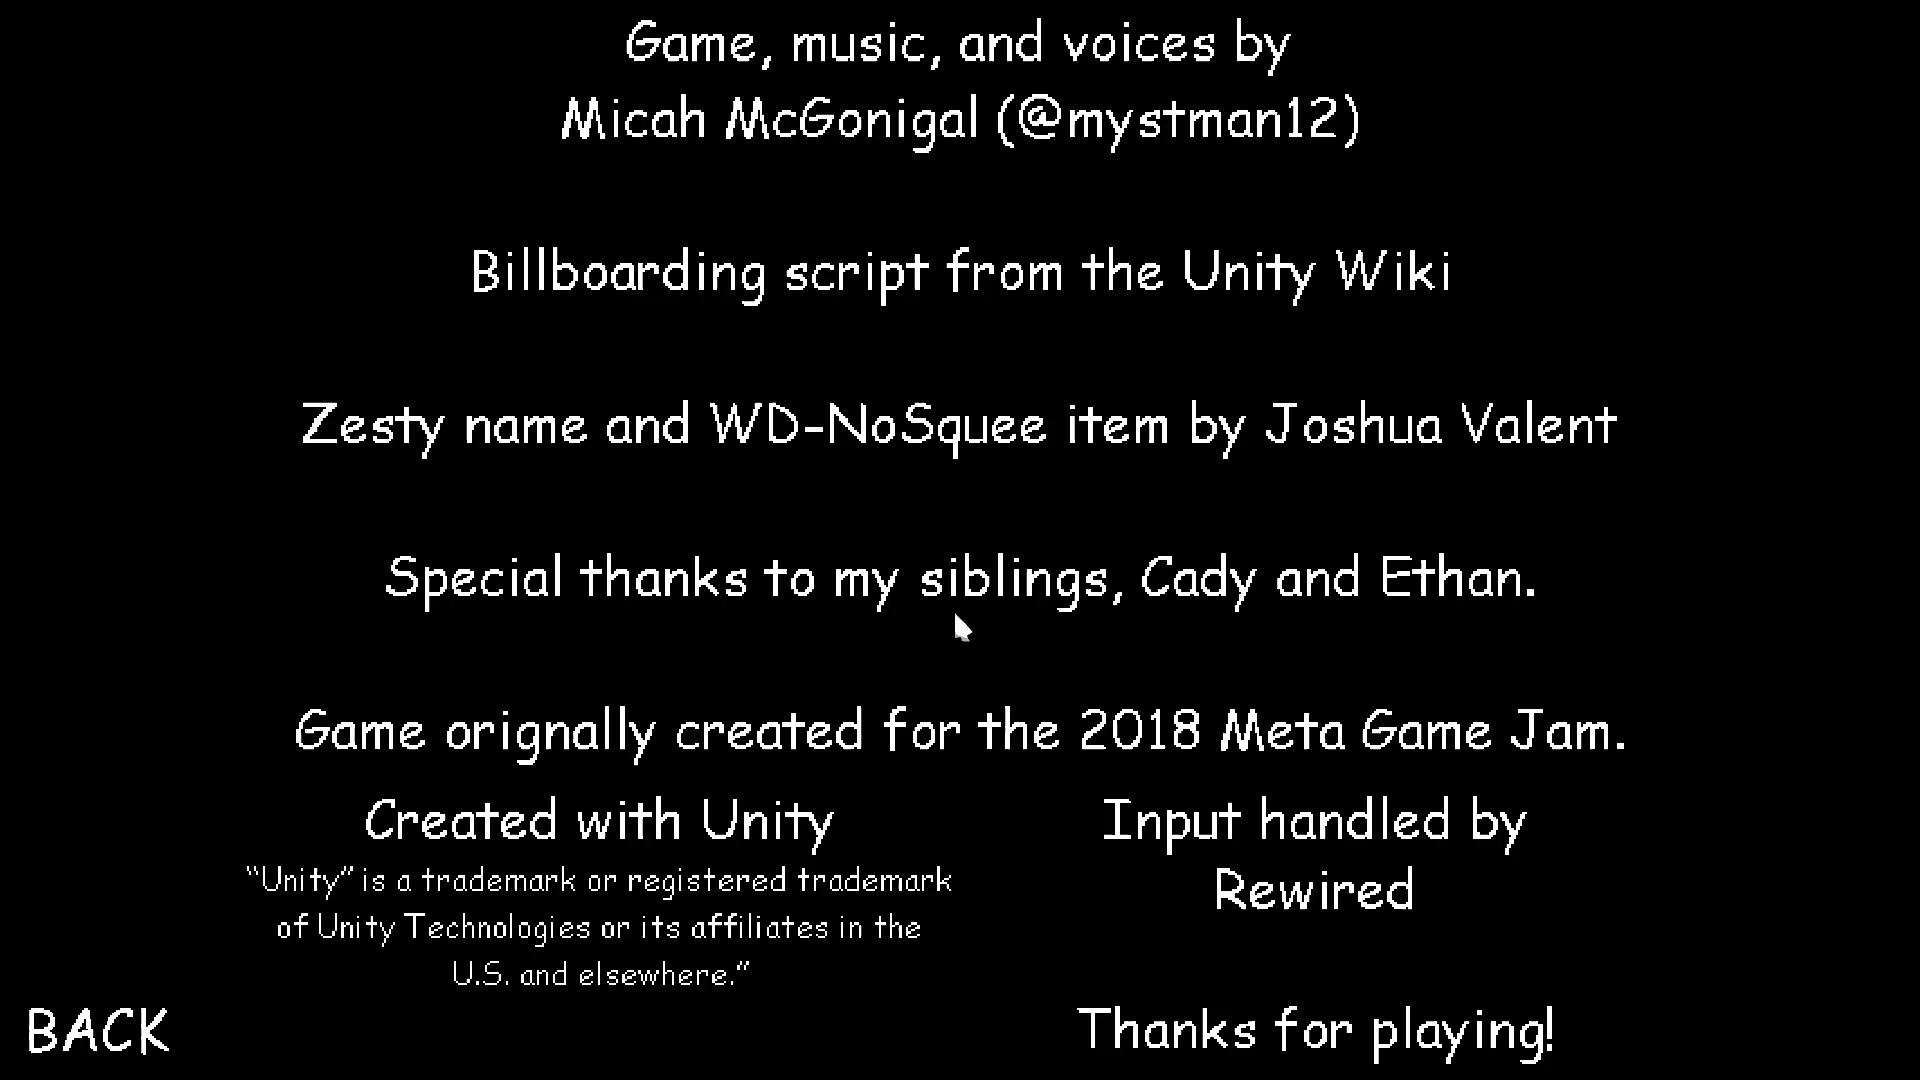 Game, music, and voices by
Micah McGonigal (@mystman12)
Billboarding script from the Unity Wiki
Zesty name and WD-NoSquee item by Joshua Valent
Special thanks to my siblings, Cady and Ethan.
Game orignally created for the 2018 Meta Game Jam.
Created with Unity
“Unity” is a trademark or registered trademark
of Unity Technologies or its affiliates in the
U.S. and elsewhere.”
Input handled by
Rewired
BACK
Thanks for playing!